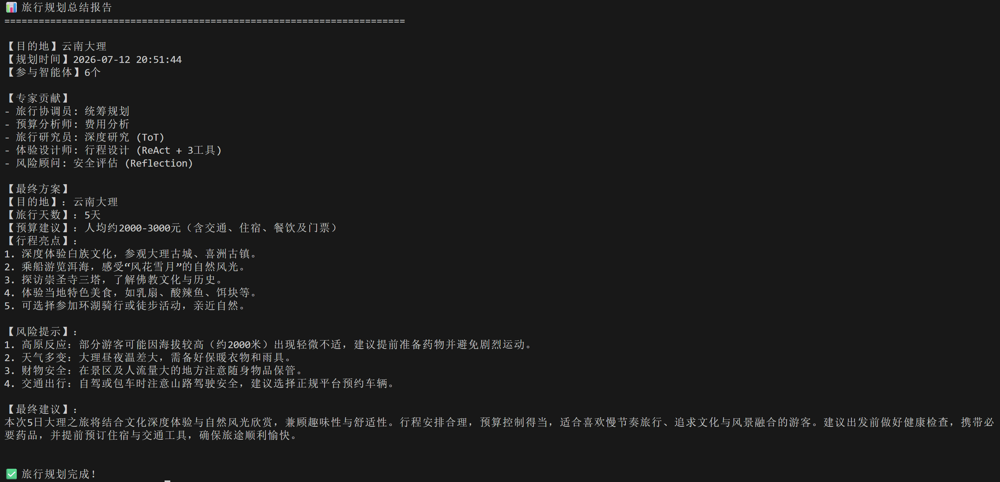 📊 旅行规划总结报告
======================================================================
【目的地】云南大理
【规划时间】2026-07-12 20:51:44
【参与智能体】6个
【专家贡献】
- 旅行协调员: 统筹规划
- 预算分析师: 费用分析
- 旅行研究员: 深度研究 (ToT)
- 体验设计师: 行程设计 (ReAct + 3工具)
- 风险顾问: 安全评估 (Reflection)
【最终方案】
【目的地】: 云南大理
【旅行天数】: 5天
【预算建议】: 人均约2000-3000元（含交通、住宿、餐饮及门票）
【行程亮点】:
1. 深度体验白族文化，参观大理古城、喜洲古镇。
2. 乘船游览洱海，感受“风花雪月”的自然风光。
3. 探访崇圣寺三塔，了解佛教文化与历史。
4. 体验当地特色美食，如乳扇、酸辣鱼、饵块等。
5. 可选择参加环湖骑行或徒步活动，亲近自然。
【风险提示】:
1. 高原反应: 部分游客可能因海拔较高（约2000米）出现轻微不适，建议提前准备药物并避免剧烈运动。
2. 天气多变: 大理昼夜温差大，需备好保暖衣物和雨具。
3. 财物安全: 在景区及人流量大的地方注意随身物品保管。
4. 交通出行: 自驾或包车时注意山路驾驶安全，建议选择正规平台预约车辆。
【最终建议】:
本次5日大理之旅将结合文化深度体验与自然风光欣赏，兼顾趣味性与舒适性。行程安排合理，预算控制得当，适合喜欢慢节奏旅行、追求文化与风景融合的游客。建议出发前做好健康检查，携带必
要药品，并提前预订住宿与交通工具，确保旅途顺利愉快。
✅ 旅行规划完成!